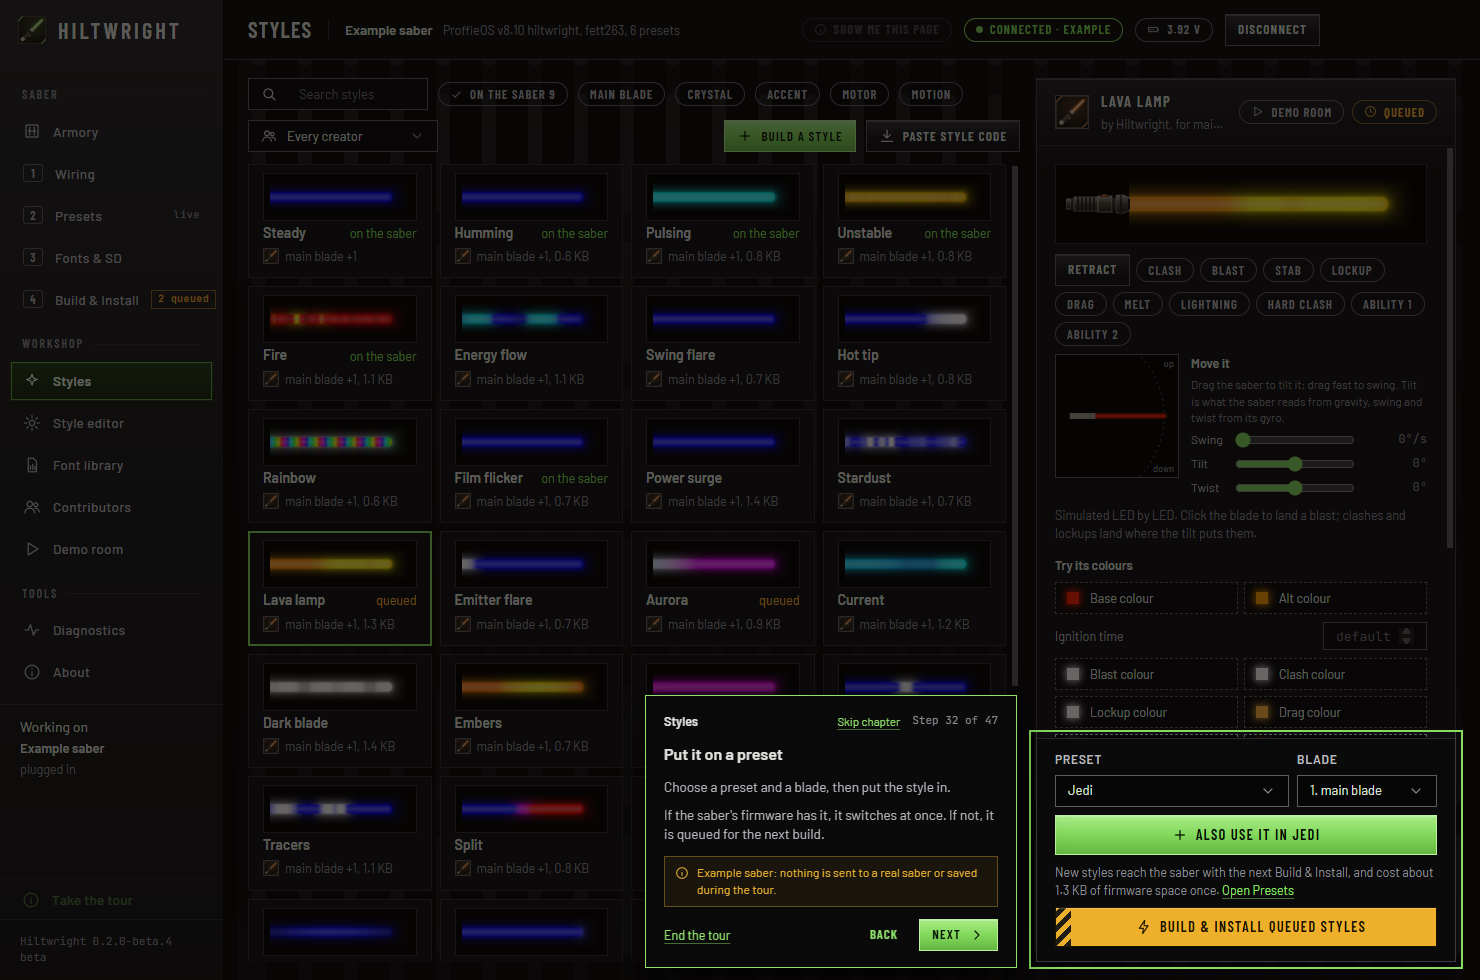 HILTWRIGHT
STYLES
Example saber ProffieOS v8.10 hiltwright, fett263, 6 presets
SHOW ME THIS PAGE
CONNECTED · EXAMPLE
3.92 V
DISCONNECT
SABER
Armory
1 Wiring
2 Presets live
3 Fonts & SD
4 Build & Install 2 queued
WORKSHOP
Styles
Style editor
Font library
Contributors
Demo room
TOOLS
Diagnostics
About
Working on
Example saber
plugged in
Take the tour
Hiltwright 0.2.0-beta.4
beta
Search styles
ON THE SABER 9
MAIN BLADE
CRYSTAL
ACCENT
MOTOR
MOTION
Every creator
BUILD A STYLE
PASTE STYLE CODE
Steady on the saber
main blade +1
Humming on the saber
main blade +1, 0.6 KB
Pulsing on the saber
main blade +1, 0.8 KB
Unstable on the saber
main blade +1, 0.8 KB
Fire on the saber
main blade +1, 1.1 KB
Energy flow
main blade +1, 1.1 KB
Swing flare
main blade +1, 0.7 KB
Hot tip
main blade +1, 0.8 KB
Rainbow
main blade +1, 0.6 KB
Film flicker on the saber
main blade +1, 0.7 KB
Power surge
main blade +1, 1.4 KB
Stardust
main blade +1, 0.7 KB
Lava lamp queued
main blade +1, 1.3 KB
Emitter flare
main blade +1, 0.7 KB
Aurora queued
main blade +1, 0.9 KB
Current
main blade +1, 1.2 KB
Dark blade
main blade +1, 1.4 KB
Embers
main blade +1, 0.7 KB
Tracers
main blade +1, 1.1 KB
Split
main blade +1, 0.8 KB
Styles
Skip chapter
Step 32 of 47
Put it on a preset
Choose a preset and a blade, then put the style in.
If the saber's firmware has it, it switches at once. If not, it
is queued for the next build.
Example saber: nothing is sent to a real saber or saved
during the tour.
End the tour
BACK
NEXT
LAVA LAMP
by Hiltwright, for mai...
DEMO ROOM
QUEUED
RETRACT
CLASH
BLAST
STAB
LOCKUP
DRAG
MELT
LIGHTNING
HARD CLASH
ABILITY 1
ABILITY 2
up
down
Move it
Drag the saber to tilt it; drag fast to swing. Tilt
is what the saber reads from gravity, swing and
twist from its gyro.
Swing 0°/s
Tilt 0°
Twist 0°
Simulated LED by LED. Click the blade to land a blast; clashes and
lockups land where the tilt puts them.
Try its colours
Base colour
Alt colour
Ignition time default
Blast colour
Clash colour
Lockup colour
Drag colour
PRESET
BLADE
Jedi
1. main blade
ALSO USE IT IN JEDI
New styles reach the saber with the next Build & Install, and cost about
1.3 KB of firmware space once. Open Presets
BUILD & INSTALL QUEUED STYLES